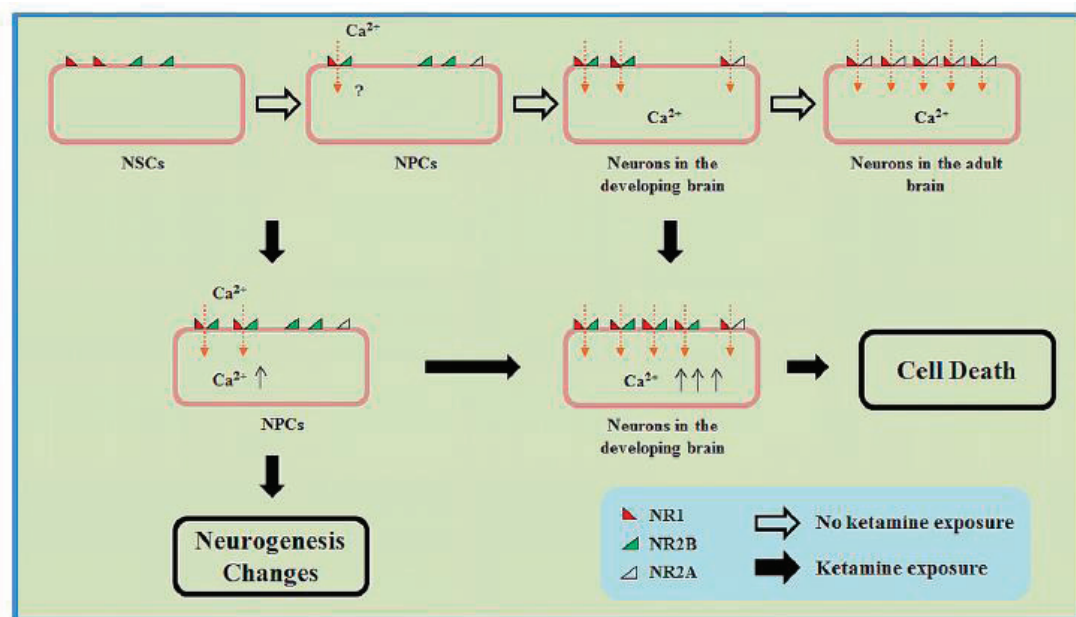 Ca²⁺
?
Ca²⁺
Ca²⁺
NSCs
NPCs
Neurons in the
developing brain
Neurons in the adult
brain
Ca²⁺
Ca²⁺
Ca²⁺
NPCs
Neurons in the
developing brain
Cell Death
Neurogenesis
Changes
NR1
NR2B
NR2A
No ketamine exposure
Ketamine exposure